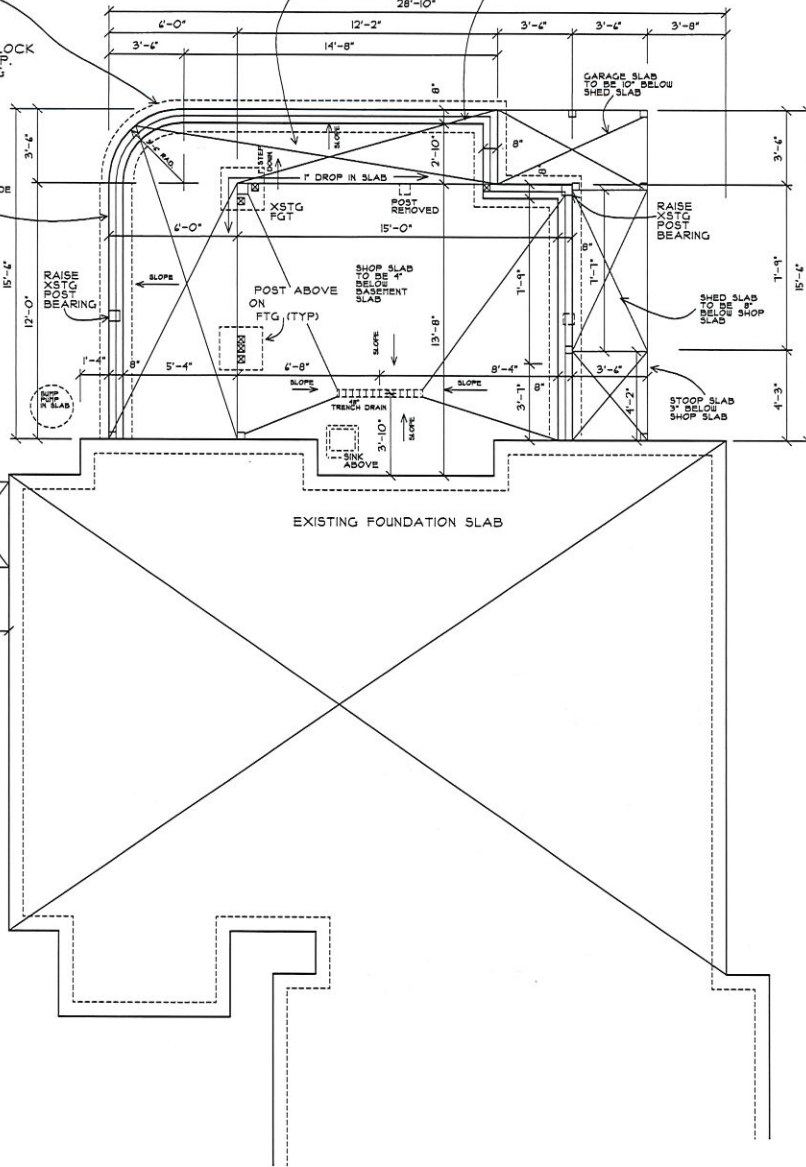 28'-10"
6'-0"
12'-2"
3'-6"
3'-6"
3'-8"
LOCK
3'-6"
14'-8"
GARAGE SLAB
TO BE 10" BELOW
SHED SLAB
8"
3'-6"
SLOPE
2'-10"
8"
8"
3'-6"
RAD.
1" STEP
DOWN
1" DROP IN SLAB
XSTG
FGT
POST
REMOVED
RAISE
XSTG
POST
BEARING
6'-0"
15'-0"
8"
15'-6"
12'-0"
RAISE
XSTG
POST
BEARING
SLOPE
POST ABOVE
ON
FTG (TYP)
SHOP SLAB
TO BE 4"
BELOW
BASEMENT
SLAB
7'-9"
7'-7"
7'-9"
15'-6"
SHED SLAB
TO BE 8"
BELOW SHOP
SLAB
13'-8"
SLOPE
1'-4"
8"
5'-4"
6'-8"
8'-4"
3'-6"
SUMP
PUMP
IN SLAB
SLOPE
SLOPE
48"
TRENCH DRAIN
3'-7"
8"
4'-2"
4'-3"
STOOP SLAB
3" BELOW
SHOP SLAB
3'-10"
SLOPE
SINK
ABOVE
EXISTING FOUNDATION SLAB